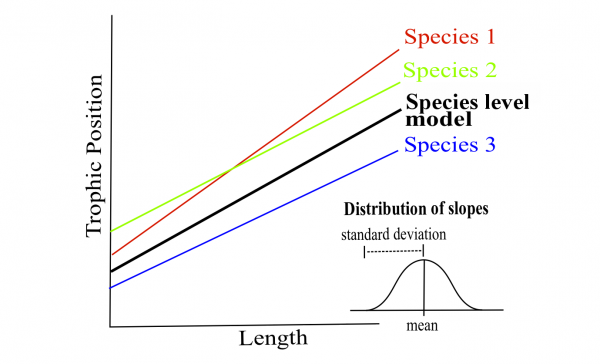 Species 1
Species 2
Species level
model
Species 3
Trophic Position
Distribution of slopes
standard deviation
mean
Length